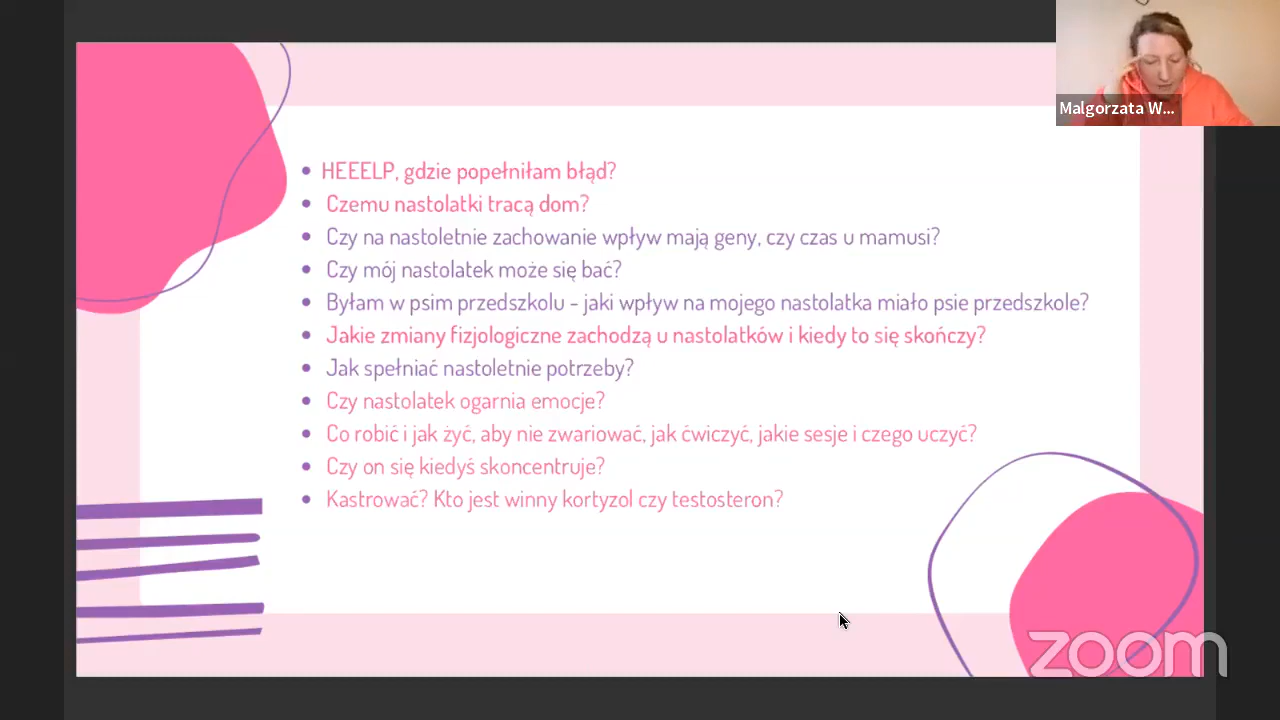 Malgorzata W...
• HEEELP, gdzie popełniłam błąd?
• Czemu nastolatki tracą dom?
• Czy na nastoletnie zachowanie wpływ mają geny, czy czas u mamusi?
• Czy mój nastolatek może się bać?
• Byłam w psim przedszkolu - jaki wpływ na mojego nastolatka miało psie przedszkole?
• Jakie zmiany fizjologiczne zachodzą u nastolatków i kiedy to się skończy?
• Jak spełniać nastoletnie potrzeby?
• Czy nastolatek ogarnia emocje?
• Co robić i jak żyć, aby nie zwariować, jak ćwiczyć, jakie sesje i czego uczyć?
• Czy on się kiedyś skoncentruje?
• Kastrować? Kto jest winny kortyzol czy testosteron?
zoom